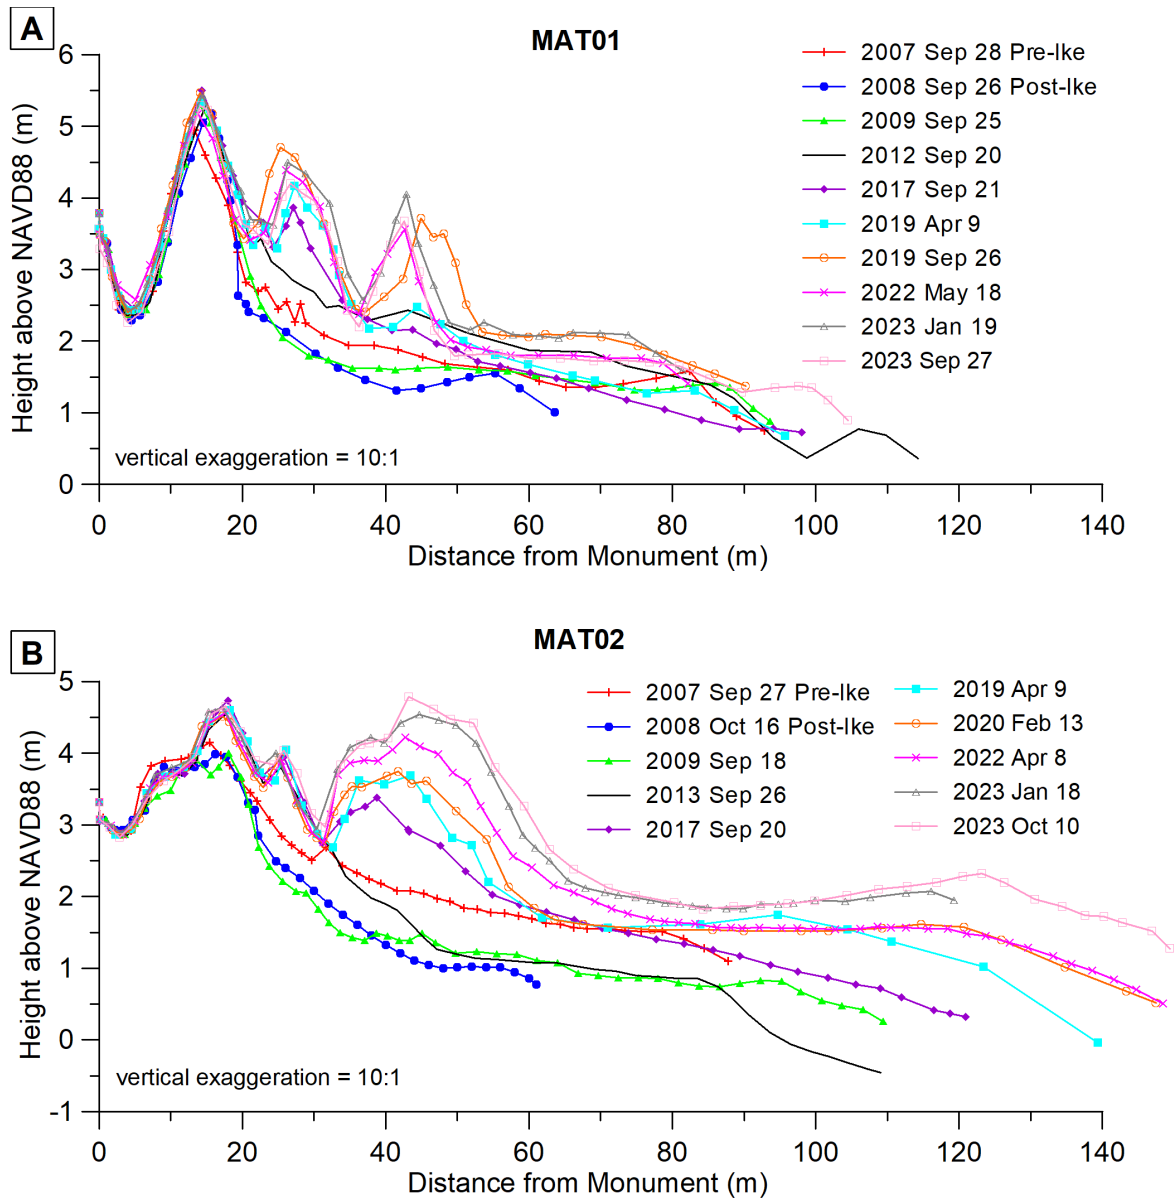 A
MAT01
6
5
4
3
2
1
0
Height above NAVD88 (m)
2007 Sep 28 Pre-Ike
2008 Sep 26 Post-Ike
2009 Sep 25
2012 Sep 20
2017 Sep 21
2019 Apr 9
2019 Sep 26
2022 May 18
2023 Jan 19
2023 Sep 27
vertical exaggeration = 10:1
0 20 40 60 80 100 120 140
Distance from Monument (m)
B
MAT02
5
4
3
2
1
0
-1
Height above NAVD88 (m)
2007 Sep 27 Pre-Ike
2008 Oct 16 Post-Ike
2009 Sep 18
2013 Sep 26
2017 Sep 20
2019 Apr 9
2020 Feb 13
2022 Apr 8
2023 Jan 18
2023 Oct 10
vertical exaggeration = 10:1
0 20 40 60 80 100 120 140
Distance from Monument (m)